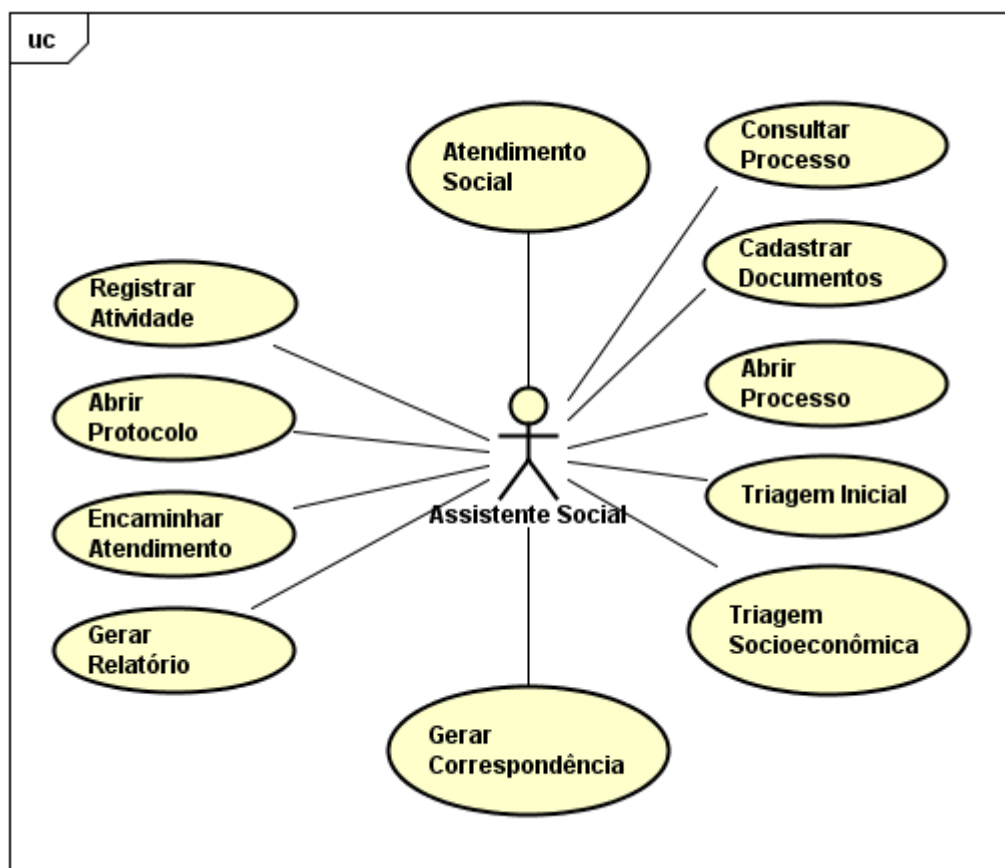 uc
Atendimento
Social
Consultar
Processo
Cadastrar
Documentos
Registrar
Atividade
Abrir
Processo
Abrir
Protocolo
Triagem Inicial
Assistente Social
Encaminhar
Atendimento
Triagem
Socioeconômica
Gerar
Relatório
Gerar
Correspondência